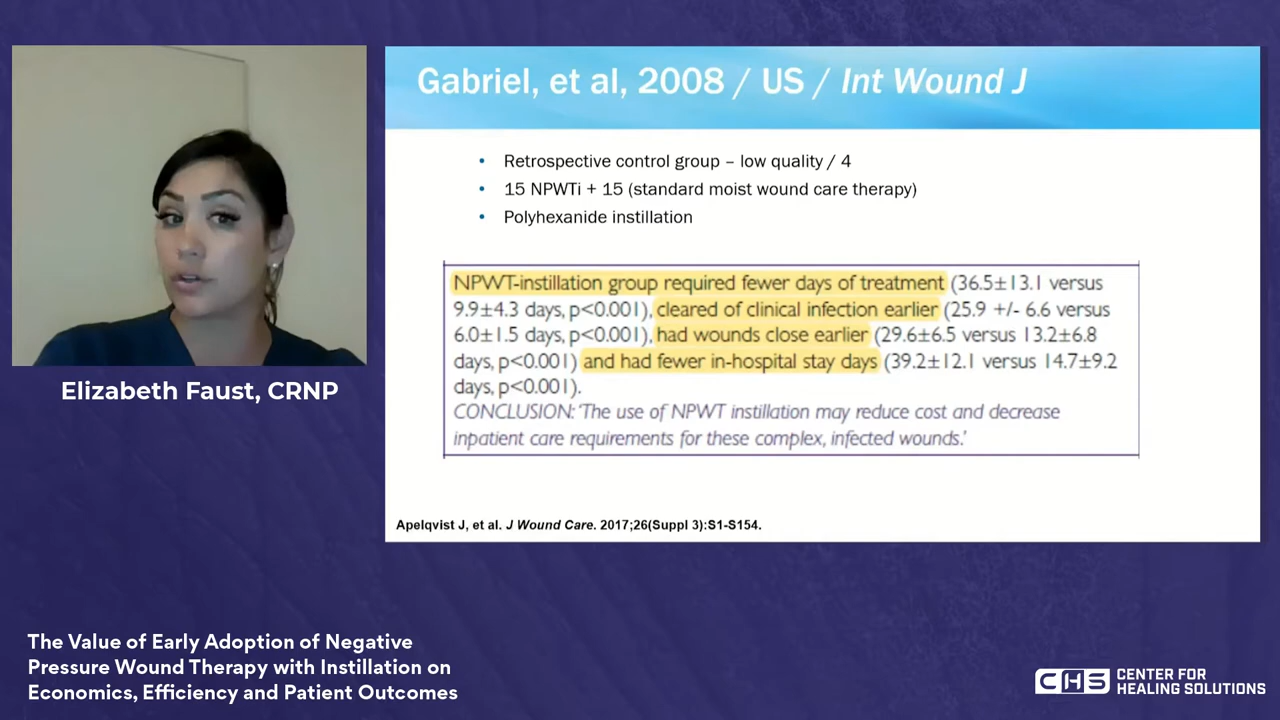 Gabriel, et al, 2008 / US / Int Wound J
• Retrospective control group – low quality / 4
• 15 NPWTi + 15 (standard moist wound care therapy)
• Polyhexanide instillation
NPWT-instillation group required fewer days of treatment (36.5±13.1 versus
9.9±4.3 days, p<0.001), cleared of clinical infection earlier (25.9 +/- 6.6 versus
6.0±1.5 days, p<0.001), had wounds close earlier (29.6±6.5 versus 13.2±6.8
days, p<0.001) and had fewer in-hospital stay days (39.2±12.1 versus 14.7±9.2
days, p<0.001).
CONCLUSION: 'The use of NPWT instillation may reduce cost and decrease
inpatient care requirements for these complex, infected wounds.'
Apelqvist J, et al. J Wound Care. 2017;26(Suppl 3):S1-S154.
Elizabeth Faust, CRNP
The Value of Early Adoption of Negative
Pressure Wound Therapy with Instillation on
Economics, Efficiency and Patient Outcomes
CHS CENTER FOR
HEALING SOLUTIONS